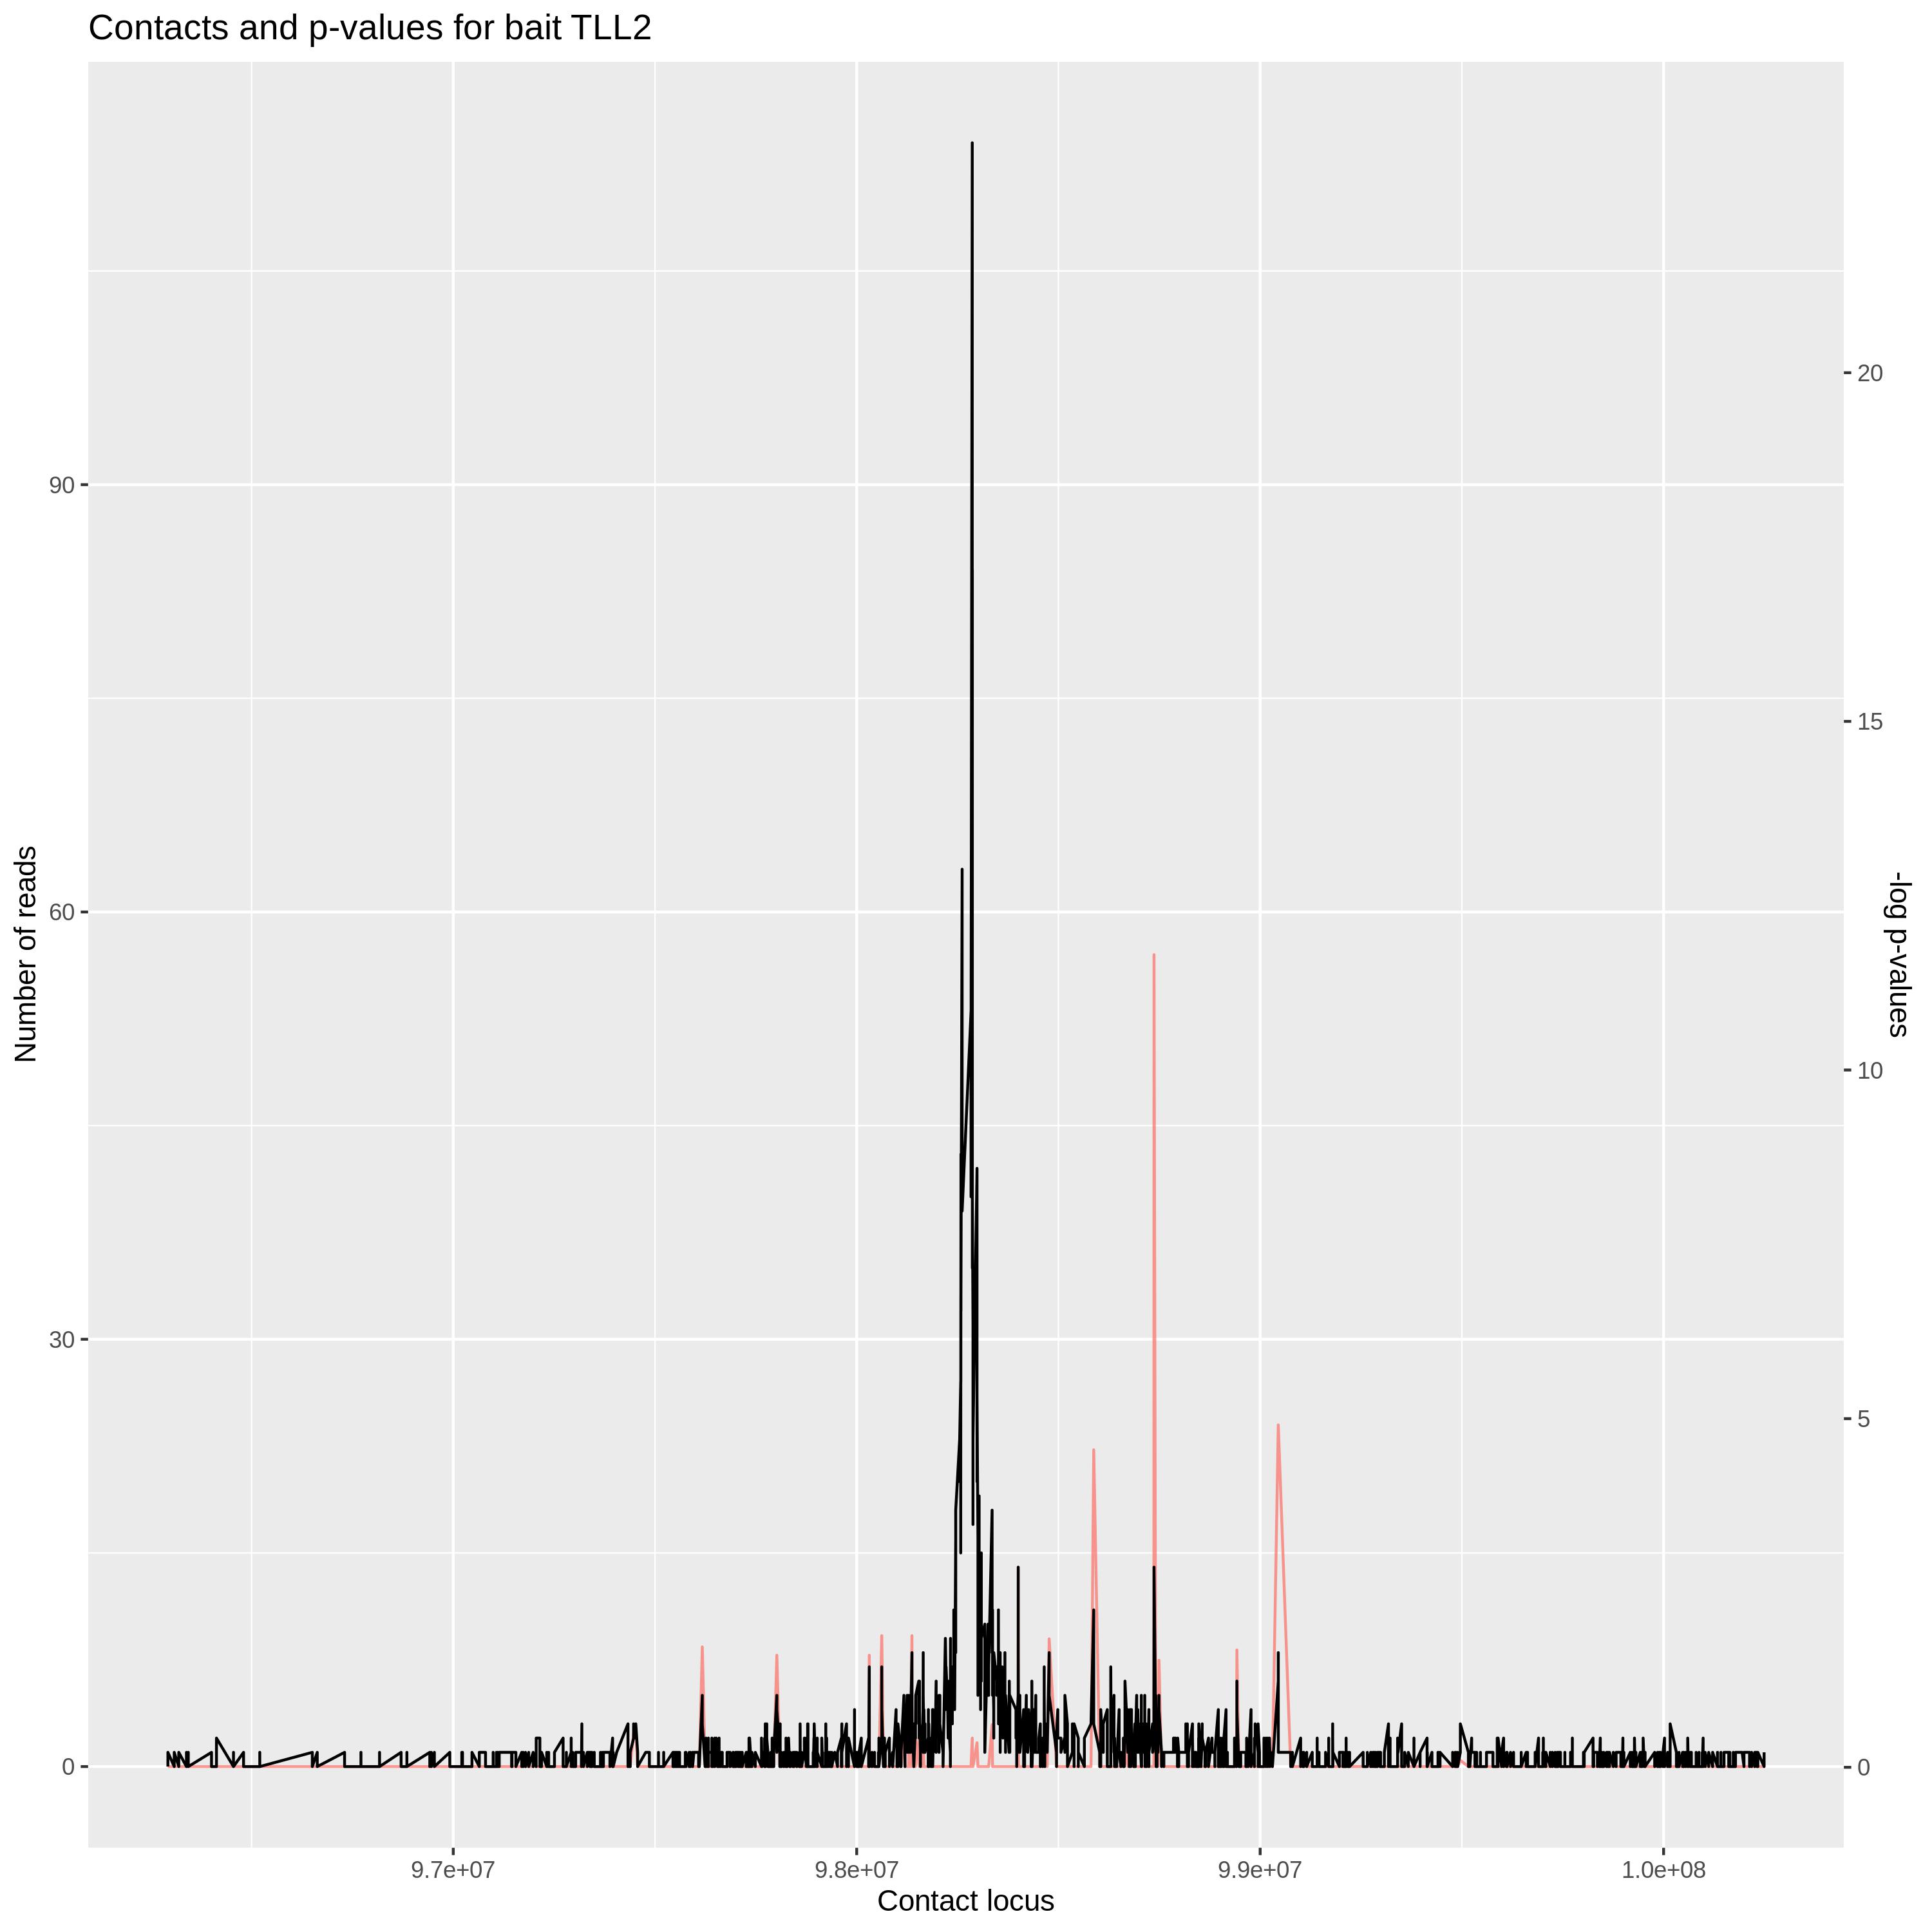 Contacts and p-values for bait TLL2
Number of reads
90
60
30
0
20
15
10
5
0
-log p-values
9.7e+07
9.8e+07
9.9e+07
1.0e+08
Contact locus